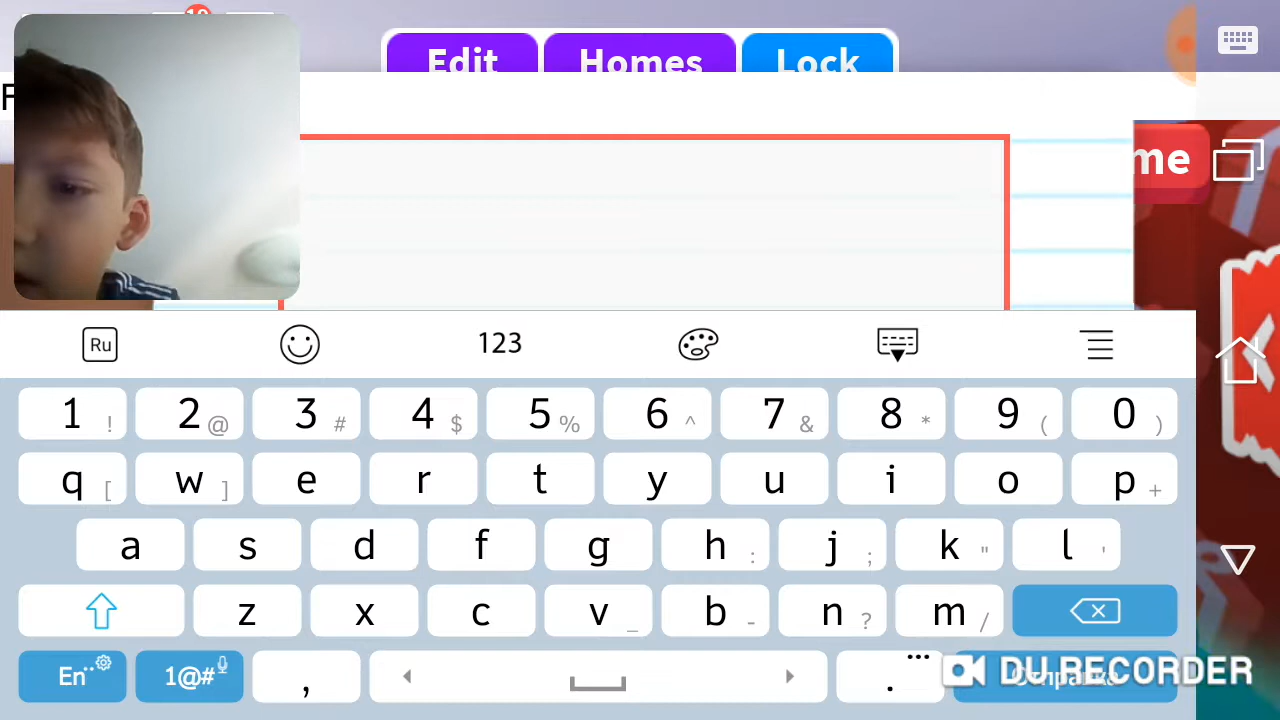 Edit Homes Lock
F
me
Ru 123
1 ! 2 @ 3 # 4 $ 5 % 6 ^ 7 & 8 * 9 ( 0 )
q [ w ] e r t y u i o p +
a s d f g h : j ; k " l '
z x c v _ b - n ? m /
En 1@# , . ... Отправка
DU RECORDER